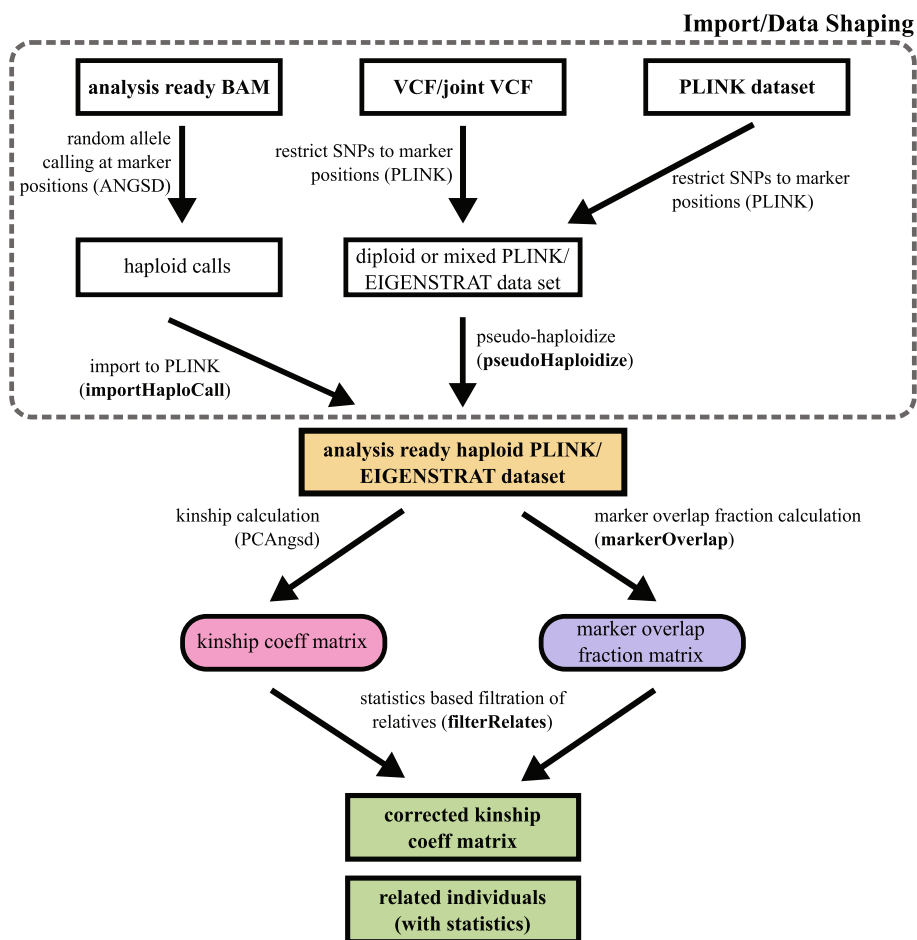 Import/Data Shaping
analysis ready BAM
VCF/joint VCF
PLINK dataset
random allele
calling at marker
positions (ANGSD)
restrict SNPs to marker
positions (PLINK)
restrict SNPs to marker
positions (PLINK)
haploid calls
diploid or mixed PLINK/
EIGENSTRAT data set
import to PLINK
(importHaploCall)
pseudo-haploidize
(pseudoHaploidize)
analysis ready haploid PLINK/
EIGENSTRAT dataset
kinship calculation
(PCAngsd)
marker overlap fraction calculation
(markerOverlap)
kinship coeff matrix
marker overlap
fraction matrix
statistics based filtration of
relatives (filterRelates)
corrected kinship
coeff matrix
related individuals
(with statistics)